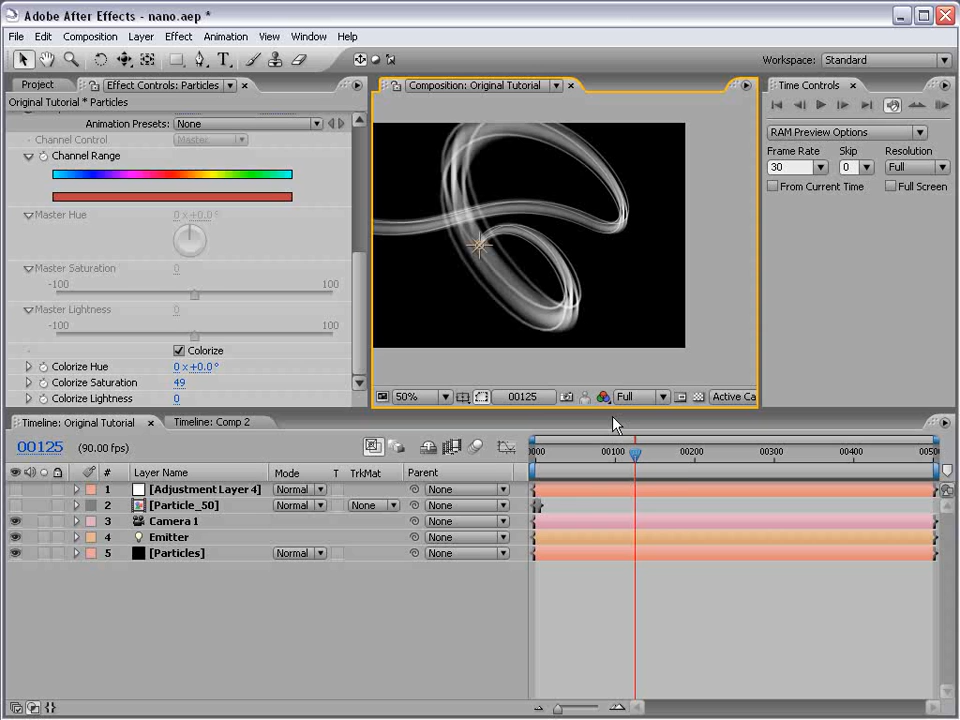 Adobe After Effects - nano.aep *
File Edit Composition Layer Effect Animation View Window Help
Workspace: Standard
Project Effect Controls: Particles
Composition: Original Tutorial
Time Controls
Original Tutorial * Particles
Animation Presets: None
RAM Preview Options
Channel Control Master
Frame Rate Skip Resolution
Channel Range
30 0 Full
From Current Time Full Screen
Master Hue 0 x +0.0°
Master Saturation 0
-100 100
Master Lightness 0
-100 100
Colorize
Colorize Hue 0 x +0.0°
Colorize Saturation 49
Colorize Lightness 0
50% 00125 Full Active Ca
Timeline: Original Tutorial Timeline: Comp 2
00125 (90.00 fps)
0000 00100 00200 00300 00400 0050
# Layer Name Mode T TrkMat Parent
1 [Adjustment Layer 4] Normal None
2 [Particle_50] Normal None None
3 Camera 1 None
4 Emitter None
5 [Particles] Normal None